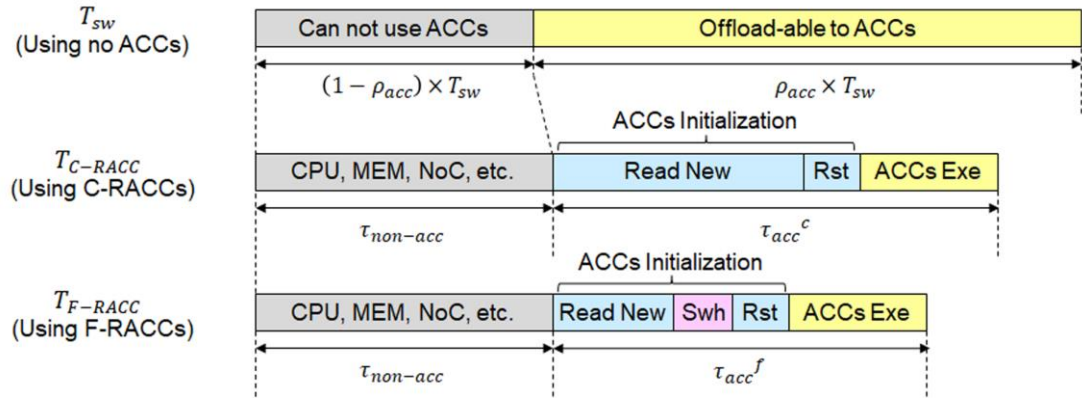 T_sw
(Using no ACCs)
Can not use ACCs
Offload-able to ACCs
(1 − ρ_acc) × T_sw
ρ_acc × T_sw
ACCs Initialization
T_C−RACC
(Using C-RACCs)
CPU, MEM, NoC, etc.
Read New
Rst
ACCs Exe
τ_non−acc
τ_acc^c
ACCs Initialization
T_F−RACC
(Using F-RACCs)
CPU, MEM, NoC, etc.
Read New
Swh
Rst
ACCs Exe
τ_non−acc
τ_acc^f